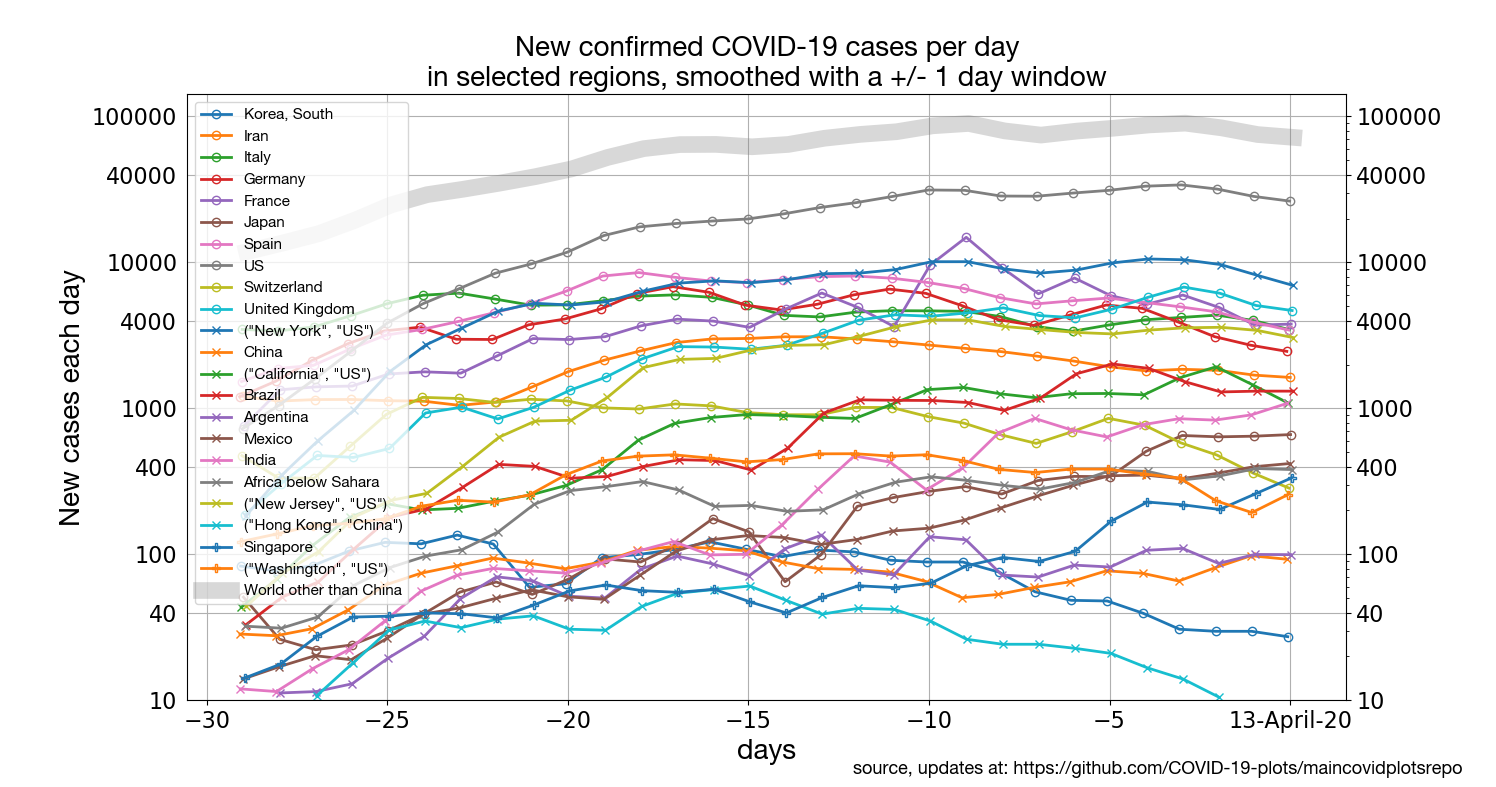 New confirmed COVID-19 cases per day
in selected regions, smoothed with a +/- 1 day window
New cases each day
100000
40000
10000
4000
1000
400
100
40
10
Korea, South
Iran
Italy
Germany
France
Japan
Spain
US
Switzerland
United Kingdom
("New York", "US")
China
("California", "US")
Brazil
Argentina
Mexico
India
Africa below Sahara
("New Jersey", "US")
("Hong Kong", "China")
Singapore
("Washington", "US")
World other than China
100000
40000
10000
4000
1000
400
100
40
10
−30 −25 −20 −15 −10 −5 13-April-20
days
source, updates at: https://github.com/COVID-19-plots/maincovidplotsrepo